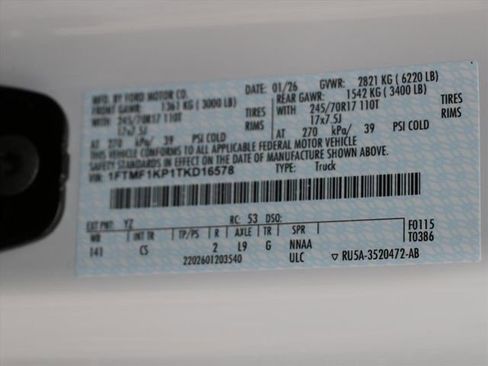 MFD. BY FORD MOTOR CO. DATE: 01/26 GVWR: 2821 KG ( 6220 LB)
FRONT GAWR: 1361 KG ( 3000 LB) REAR GAWR: 1542 KG ( 3400 LB)
WITH 245/70R17 110T TIRES WITH 245/70R17 110T TIRES
17x7.5J RIMS 17x7.5J RIMS
AT 270 kPa/ 39 PSI COLD AT 270 kPa/ 39 PSI COLD
THIS VEHICLE CONFORMS TO ALL APPLICABLE FEDERAL MOTOR VEHICLE
SAFETY AND THEFT PREVENTION STANDARDS IN EFFECT ON THE DATE OF MANUFACTURE SHOWN ABOVE.
VIN: 1FTMF1KP1TKD16578 TYPE: Truck
EXT PNT: YZ RC: 53 DSO: F0115
WB INT TR TP/PS R AXLE TR SPR T0386
141 CS 2 L9 G NNAA
2202601203540 ULC ▽ RU5A-3520472-AB